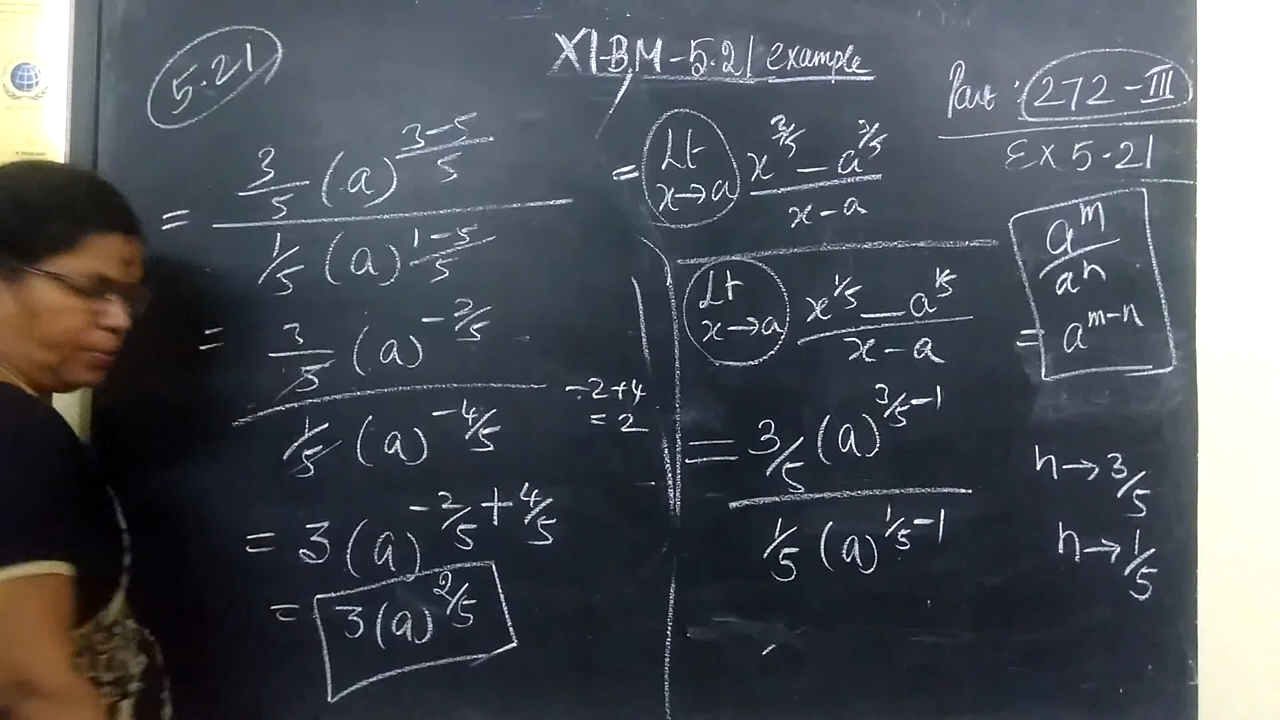 XI-B.M-5.21 example
Part: 272-III
EX 5.21
= Lt x→a x^3/5 - a^3/5 / x-a
Lt x→a x^1/5 - a^1/5 / x-a
= 3/5 (a)^3/5-1
1/5 (a)^1/5-1
a^m / a^n
= a^m-n
n→3/5
n→1/5
5.21
= 3/5 (a)^3-5/5
1/5 (a)^1-5/5
= 3/5 (a)^-2/5
1/5 (a)^-4/5
-2+4
= 2
= 3(a)^-2/5+4/5
= 3(a)^2/5